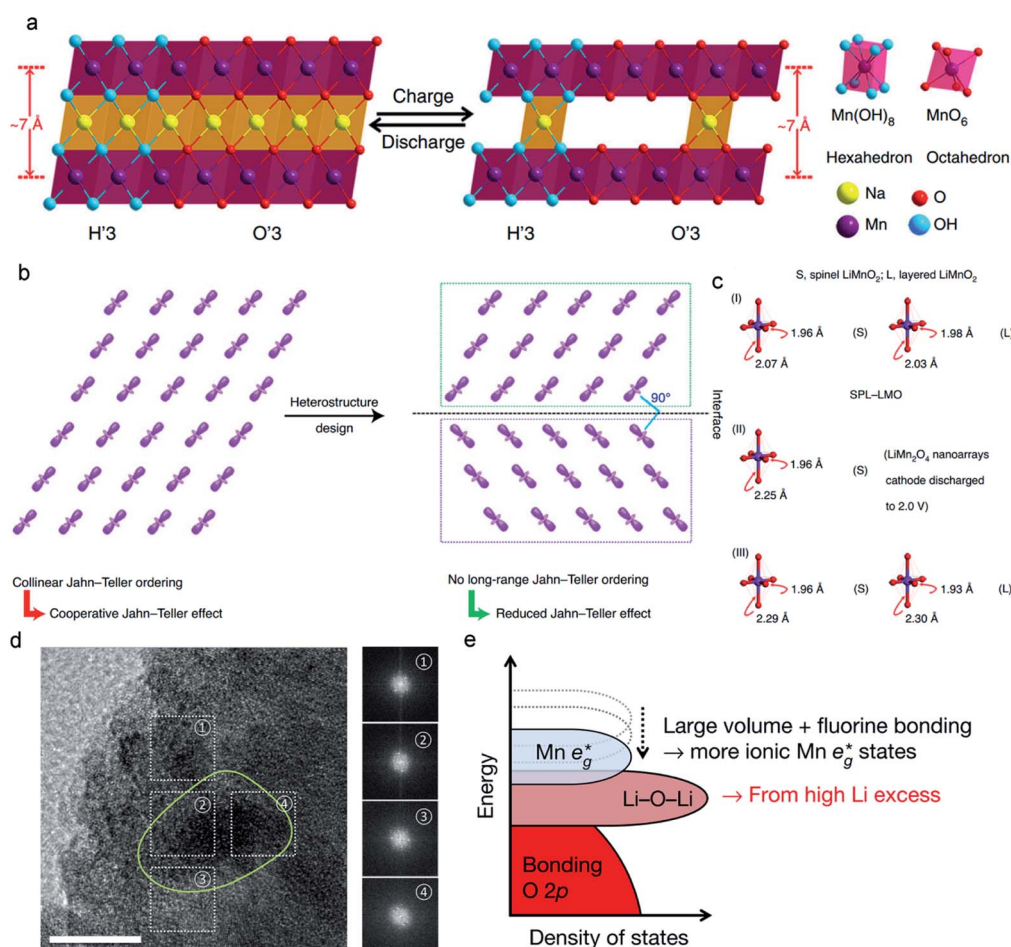 a
~7 Å
Charge
Discharge
~7 Å
H'3
O'3
H'3
O'3
Mn(OH)8
MnO6
Hexahedron
Octahedron
Na
O
Mn
OH
b
Heterostructure
design
90°
Interface
Collinear Jahn–Teller ordering
Cooperative Jahn–Teller effect
No long-range Jahn–Teller ordering
Reduced Jahn–Teller effect
c
S, spinel LiMnO2; L, layered LiMnO2
(I)
1.96 Å
(S)
1.98 Å
(L)
2.07 Å
2.03 Å
SPL–LMO
(II)
1.96 Å
(S)
(LiMn2O4 nanoarrays
cathode discharged
to 2.0 V)
2.25 Å
(III)
1.96 Å
(S)
1.93 Å
(L)
2.29 Å
2.30 Å
d
①
②
④
③
①
②
③
④
e
Energy
Mn e*g
Large volume + fluorine bonding
→ more ionic Mn e*g states
Li–O–Li
→ From high Li excess
Bonding
O 2p
Density of states